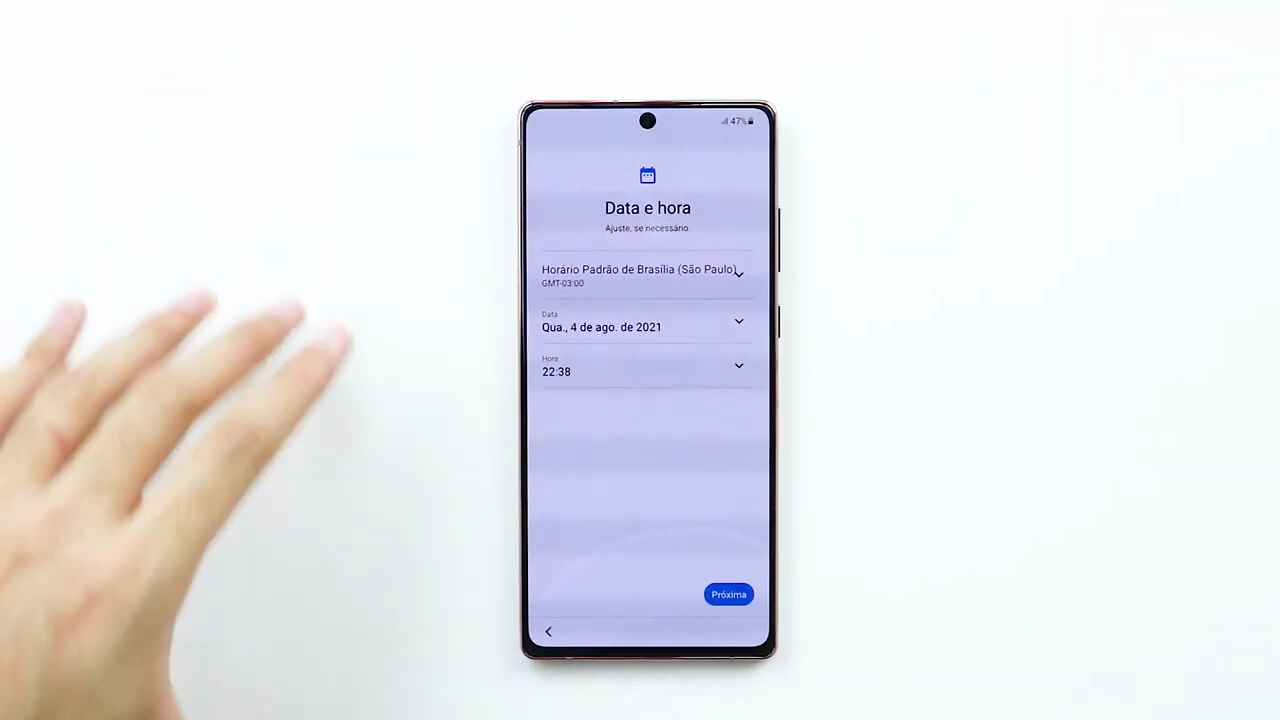 47%
Data e hora
Ajuste, se necessário.
Horário Padrão de Brasília (São Paulo)
GMT-03:00
Data
Qua., 4 de ago. de 2021
Hora
22:38
Próxima